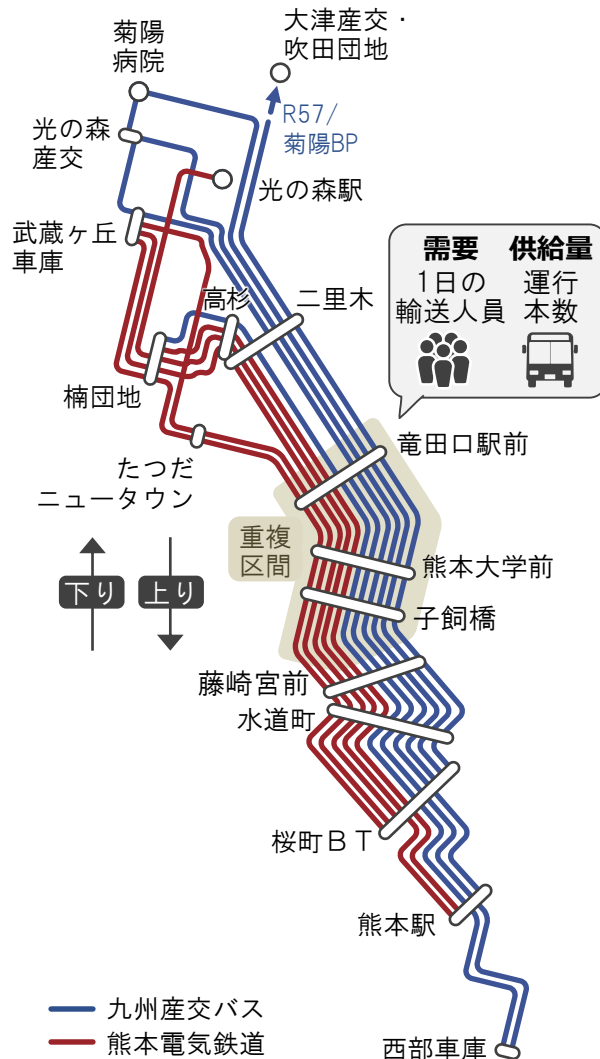 大津産交・
吹田団地
菊陽
病院
R57/
菊陽BP
光の森
産交
光の森駅
武蔵ヶ丘
車庫
需要
1日の
輸送人員
供給量
運行
本数
高杉
二里木
楠団地
竜田口駅前
たつだ
ニュータウン
重複
区間
熊本大学前
下り
上り
子飼橋
藤崎宮前
水道町
桜町BT
熊本駅
九州産交バス
熊本電気鉄道
西部車庫